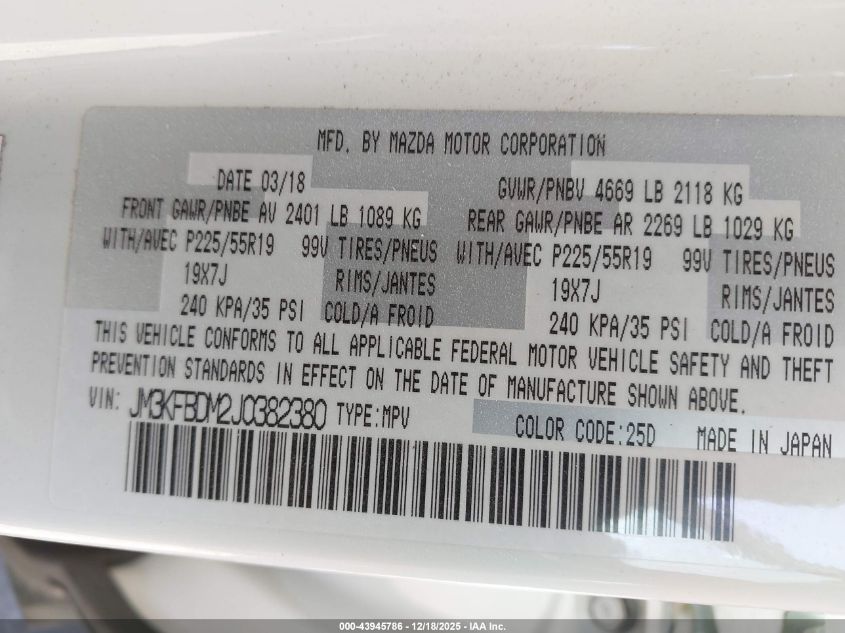 MFD. BY MAZDA MOTOR CORPORATION
DATE 03/18 GVWR/PNBV 4669 LB 2118 KG
FRONT GAWR/PNBE AV 2401 LB 1089 KG REAR GAWR/PNBE AR 2269 LB 1029 KG
WITH/AVEC P225/55R19 99V TIRES/PNEUS WITH/AVEC P225/55R19 99V TIRES/PNEUS
19X7J RIMS/JANTES 19X7J RIMS/JANTES
240 KPA/35 PSI COLD/A FROID 240 KPA/35 PSI COLD/A FROID
THIS VEHICLE CONFORMS TO ALL APPLICABLE FEDERAL MOTOR VEHICLE SAFETY AND THEFT
PREVENTION STANDARDS IN EFFECT ON THE DATE OF MANUFACTURE SHOWN ABOVE.
VIN: JM3KFBDM2J0382380 TYPE:MPV COLOR CODE:25D MADE IN JAPAN
000-43945786 - 12/18/2025 - IAA Inc.